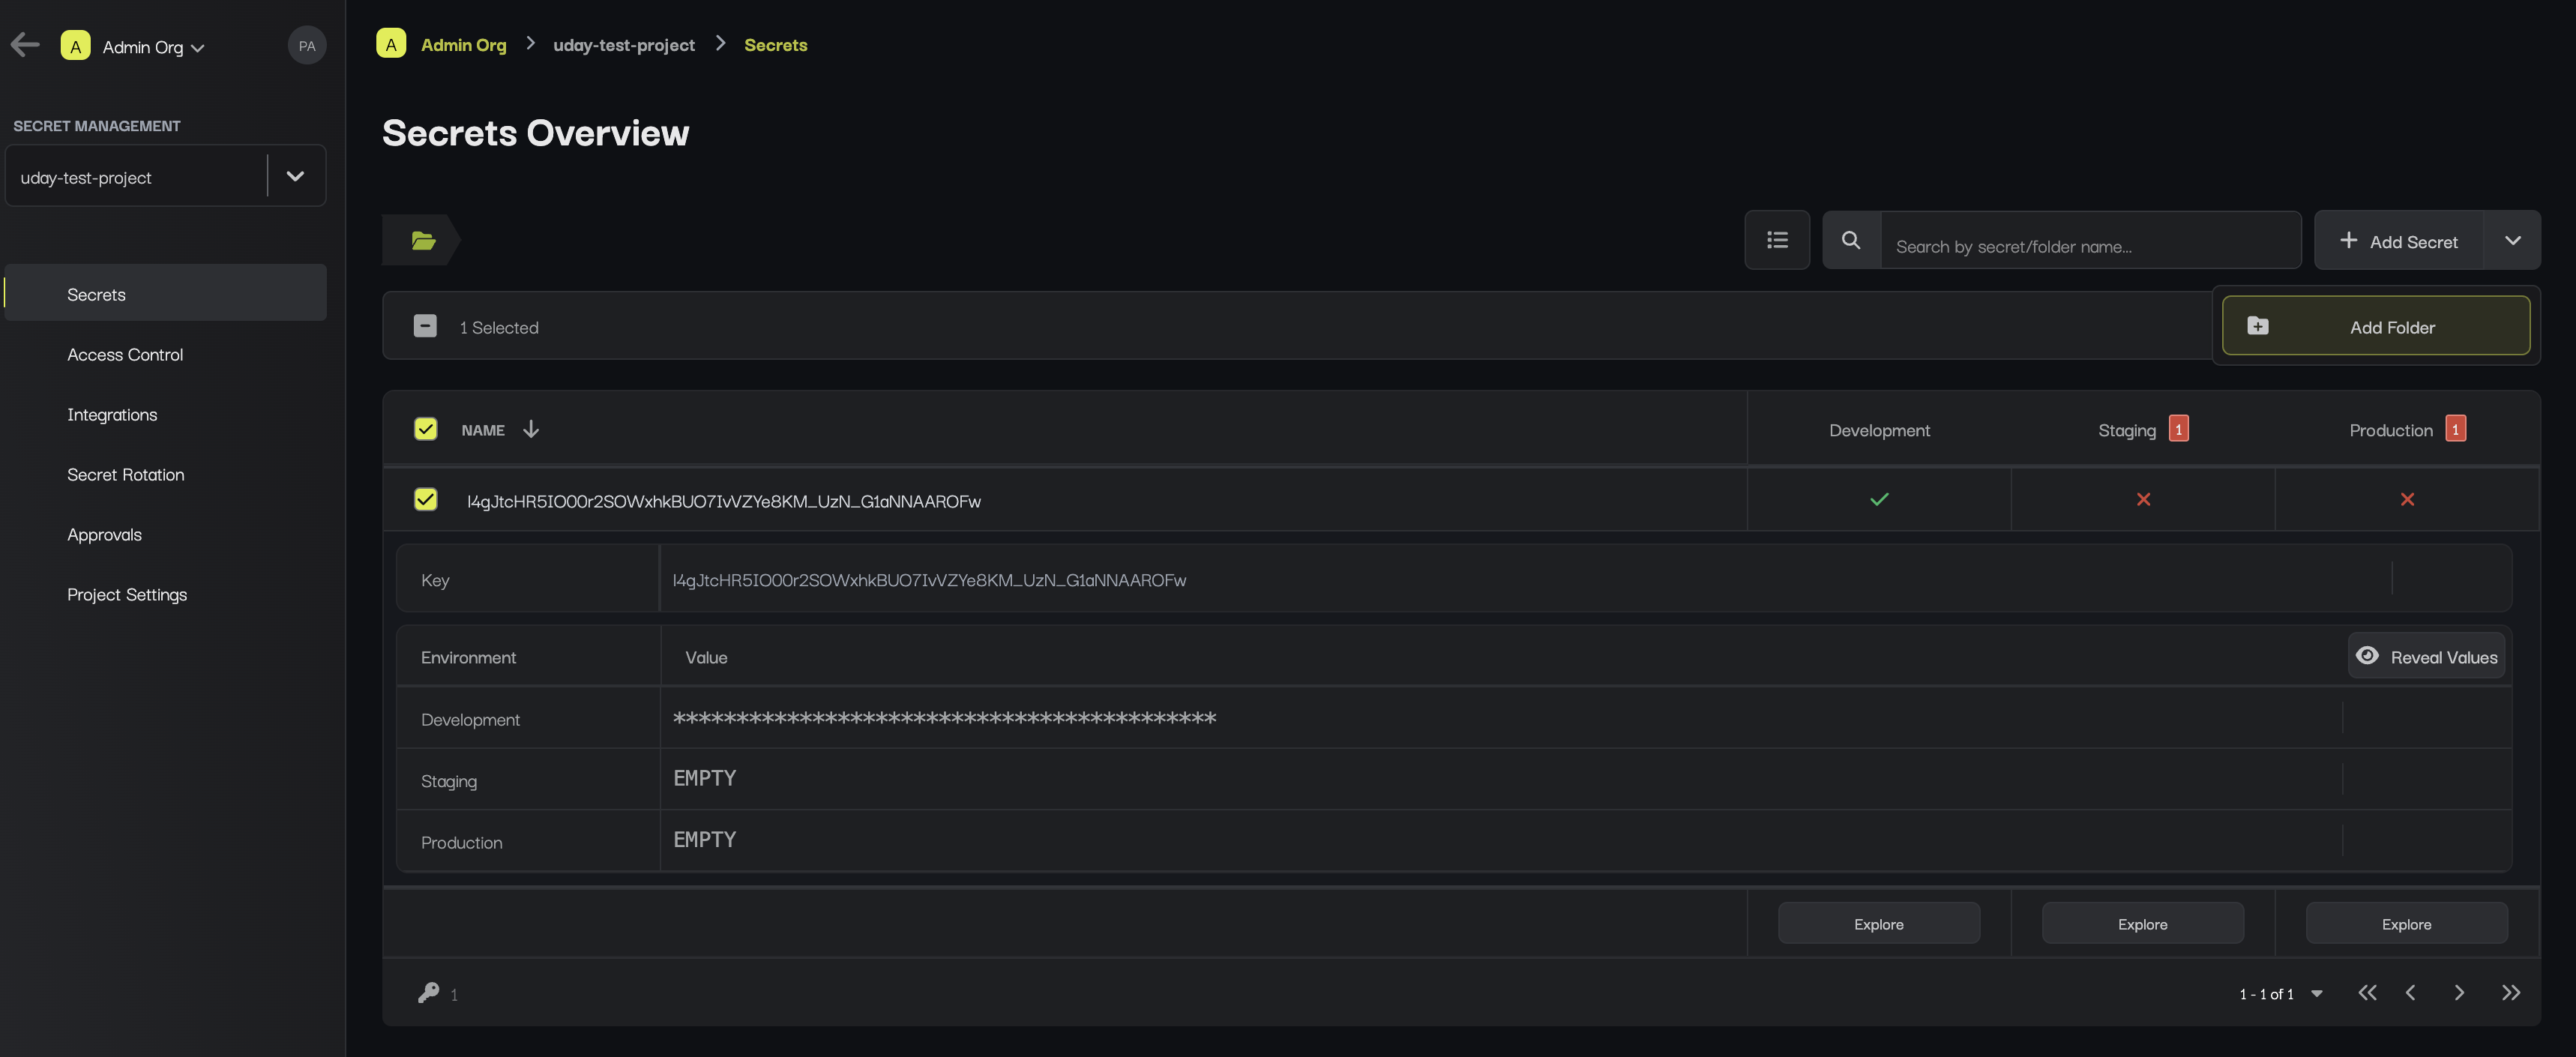 A Admin Org
PA
A Admin Org > uday-test-project > Secrets
SECRET MANAGEMENT
uday-test-project
Secrets
Access Control
Integrations
Secret Rotation
Approvals
Project Settings
Secrets Overview
Search by secret/folder name...
Add Secret
1 Selected
Add Folder
NAME
Development
Staging 1
Production 1
I4gJtcHR5IO00r2SOWxhkBUO7IvVZYe8KM_UzN_G1aNNAAROFw
Key
I4gJtcHR5IO00r2SOWxhkBUO7IvVZYe8KM_UzN_G1aNNAAROFw
Environment
Value
Reveal Values
Development
*******************************************
Staging
EMPTY
Production
EMPTY
Explore
Explore
Explore
1
1 - 1 of 1